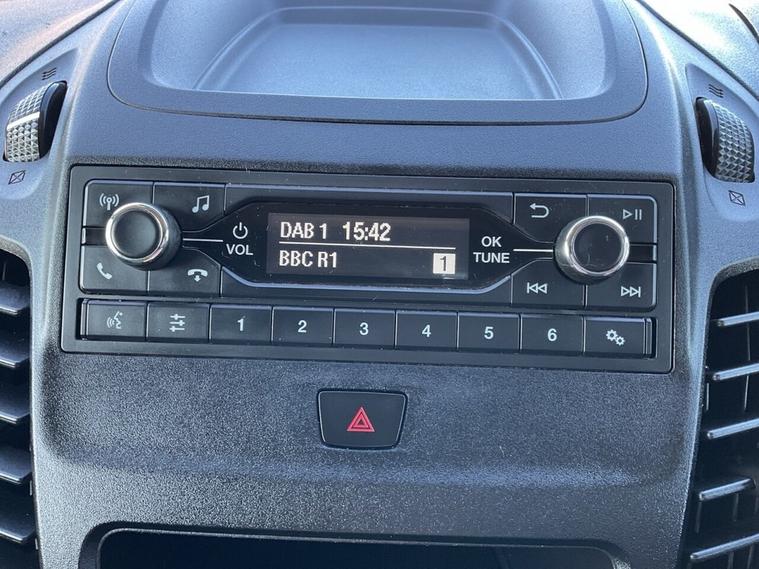 DAB 1 15:42
BBC R1 1
VOL
OK
TUNE
1 2 3 4 5 6